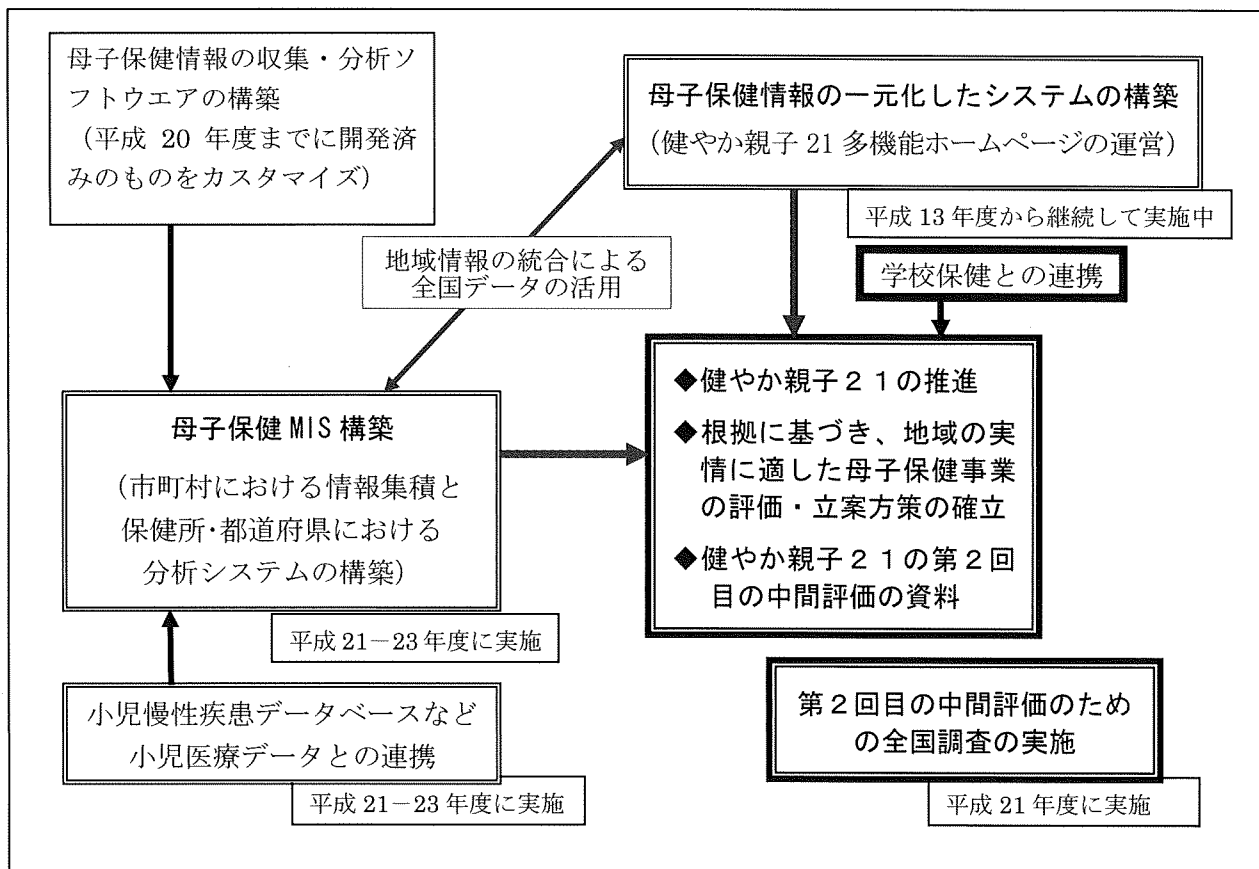 母子保健情報の収集・分析ソ
フトウエアの構築
(平成 20 年度までに開発済
みのものをカスタマイズ)
母子保健情報の一元化したシステムの構築
(健やか親子 21 多機能ホームページの運営)
平成 13 年度から継続して実施中
地域情報の統合による
全国データの活用
学校保健との連携
母子保健 MIS 構築
(市町村における情報集積と
保健所・都道府県における
分析システムの構築)
平成 21－23 年度に実施
◆健やか親子２１の推進
◆根拠に基づき、地域の実
情に適した母子保健事業
の評価・立案方策の確立
◆健やか親子２１の第２回
目の中間評価の資料
小児慢性疾患データベースなど
小児医療データとの連携
平成 21－23 年度に実施
第２回目の中間評価のため
の全国調査の実施
平成 21 年度に実施